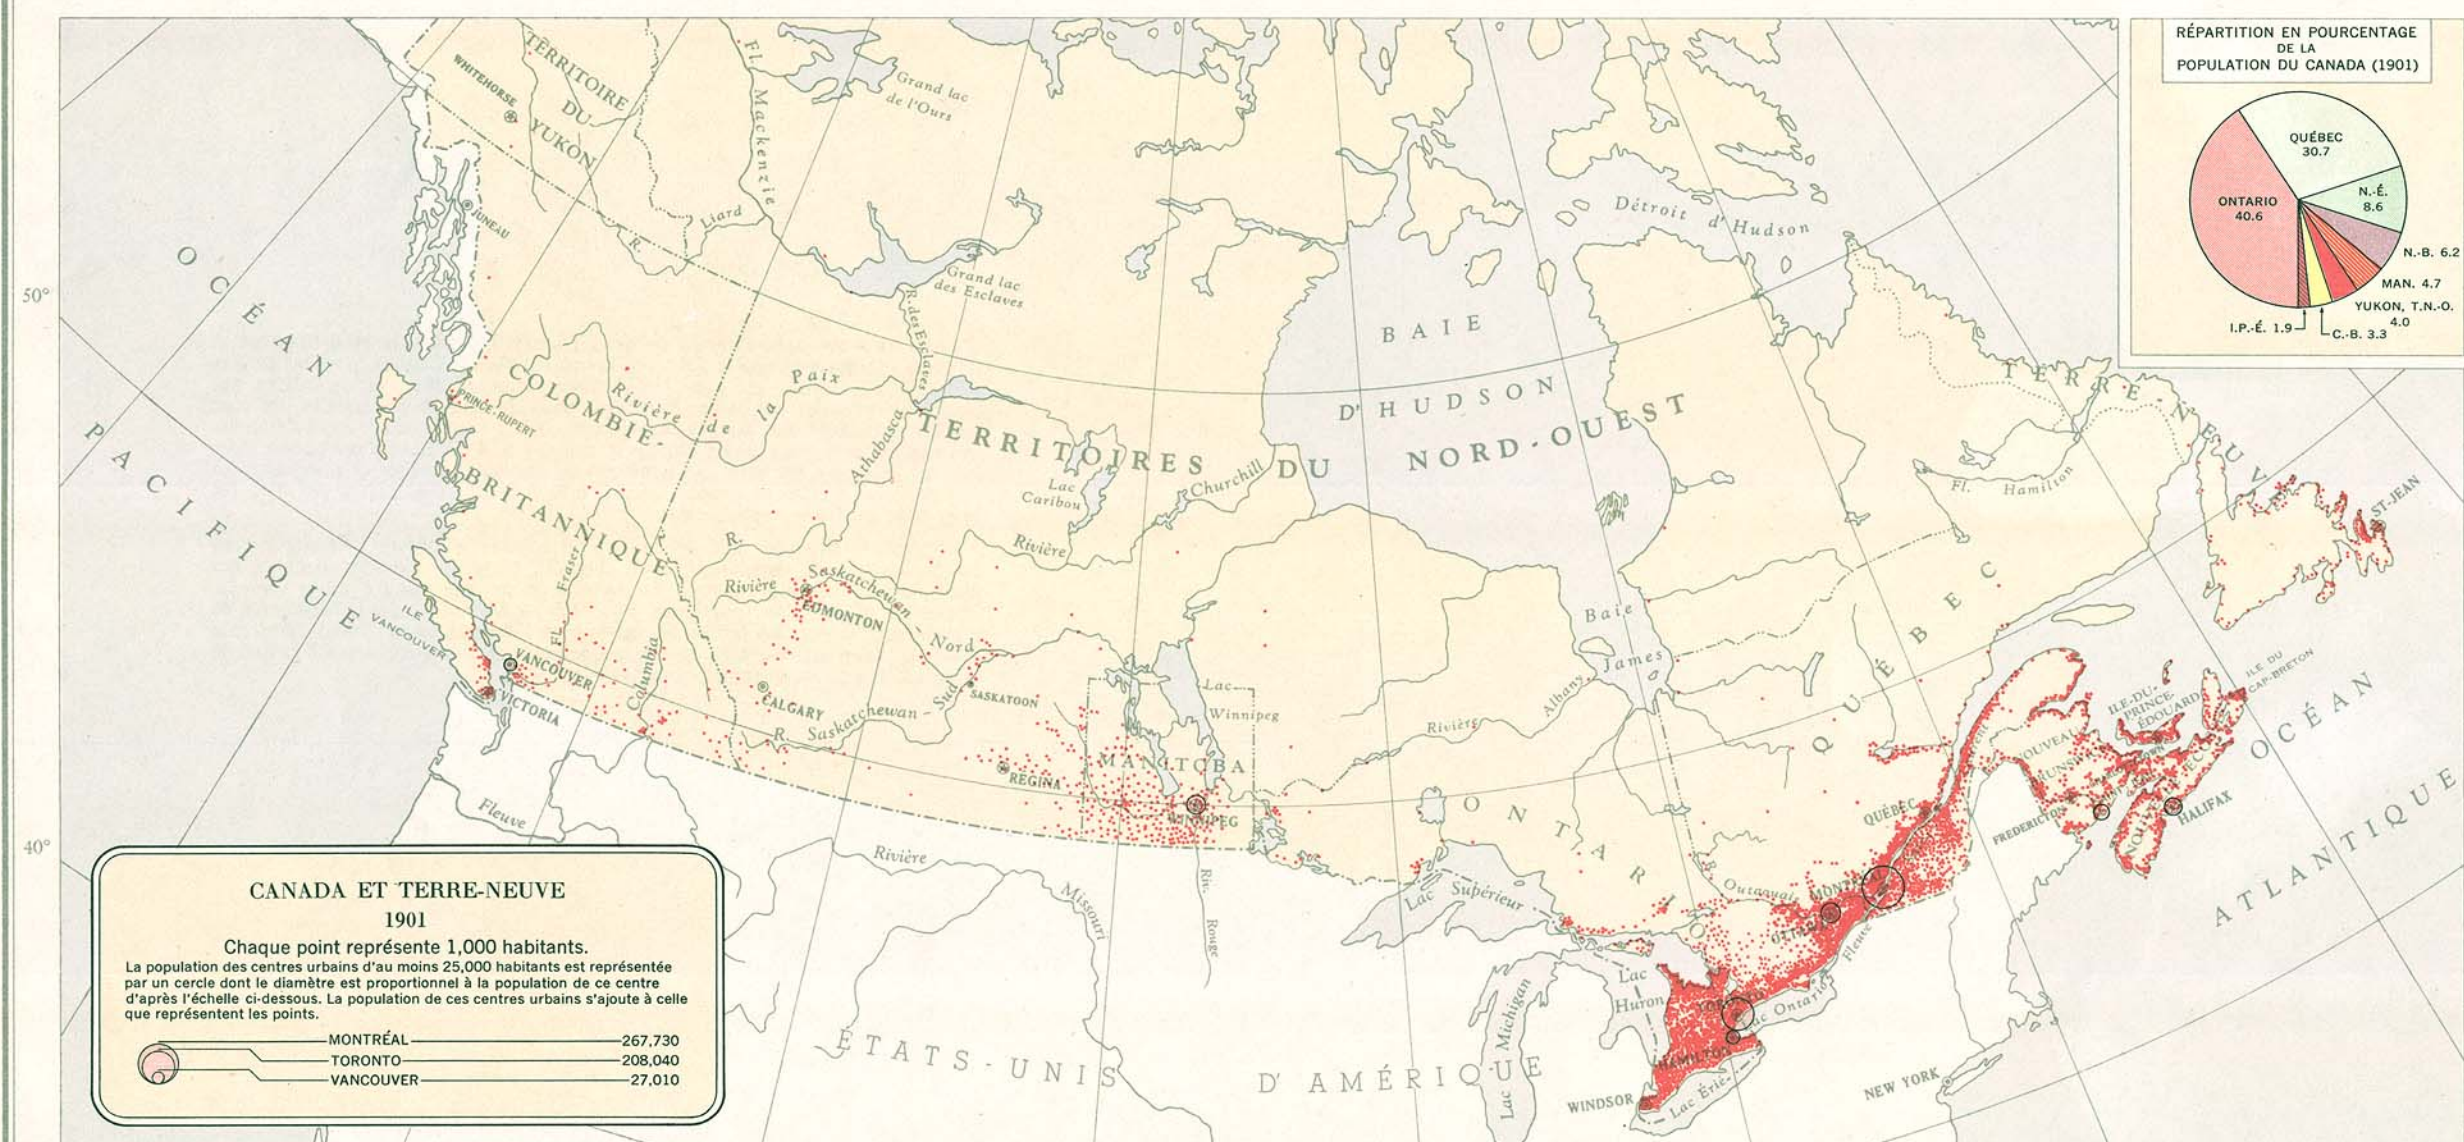 RÉPARTITION EN POURCENTAGE
DE LA
POPULATION DU CANADA (1901)
QUÉBEC
30.7
N.-É.
8.6
ONTARIO
40.6
N.-B. 6.2
MAN. 4.7
YUKON, T.N.-O.
4.0
I.P.-É. 1.9
C.-B. 3.3
50°
40°
OCÉAN
PACIFIQUE
WHITEHORSE
TERRITOIRE
DU
YUKON
Fl. Mackenzie
Grand lac
de l'Ours
JUNEAU
R.
Liard
Grand lac
des Esclaves
R. des Esclaves
Détroit d'Hudson
BAIE
D'HUDSON
PRINCE-RUPERT
COLOMBIE-
BRITANNIQUE
Rivière de la Paix
Athabasca
R.
TERRITOIRES DU NORD-OUEST
Lac
Caribou
Rivière
Churchill
TERRE-NEUVE
Fl. Hamilton
ST-JEAN
Fl. Fraser
ILE
VANCOUVER
VANCOUVER
VICTORIA
Columbia
Rivière
Saskatchewan - Nord
EDMONTON
CALGARY
R. Saskatchewan - Sud
SASKATOON
RÉGINA
MANITOBA
Lac
Winnipeg
WINNIPEG
Baie
James
Rivière
Albany
QUÉBEC
ONTARIO
ILE-DU-
PRINCE-
ÉDOUARD
ILE DU
CAP-BRETON
OCÉAN
ATLANTIQUE
NOUVEAU-
QUÉBEC
FREDERICTON
HALIFAX
R. Outaouais
MONTRÉAL
OTTAWA
Fleuve
Lac Supérieur
Lac
Huron
Lac Michigan
TORONTO
Lac Ontario
HAMILTON
WINDSOR
Lac Érié
NEW YORK
Fleuve
Rivière
Missouri
Riv. Rouge
ÉTATS-UNIS D'AMÉRIQUE
CANADA ET TERRE-NEUVE
1901
Chaque point représente 1,000 habitants.
La population des centres urbains d'au moins 25,000 habitants est représentée
par un cercle dont le diamètre est proportionnel à la population de ce centre
d'après l'échelle ci-dessous. La population de ces centres urbains s'ajoute à celle
que représentent les points.
MONTRÉAL 267,730
TORONTO 208,040
VANCOUVER 27,010